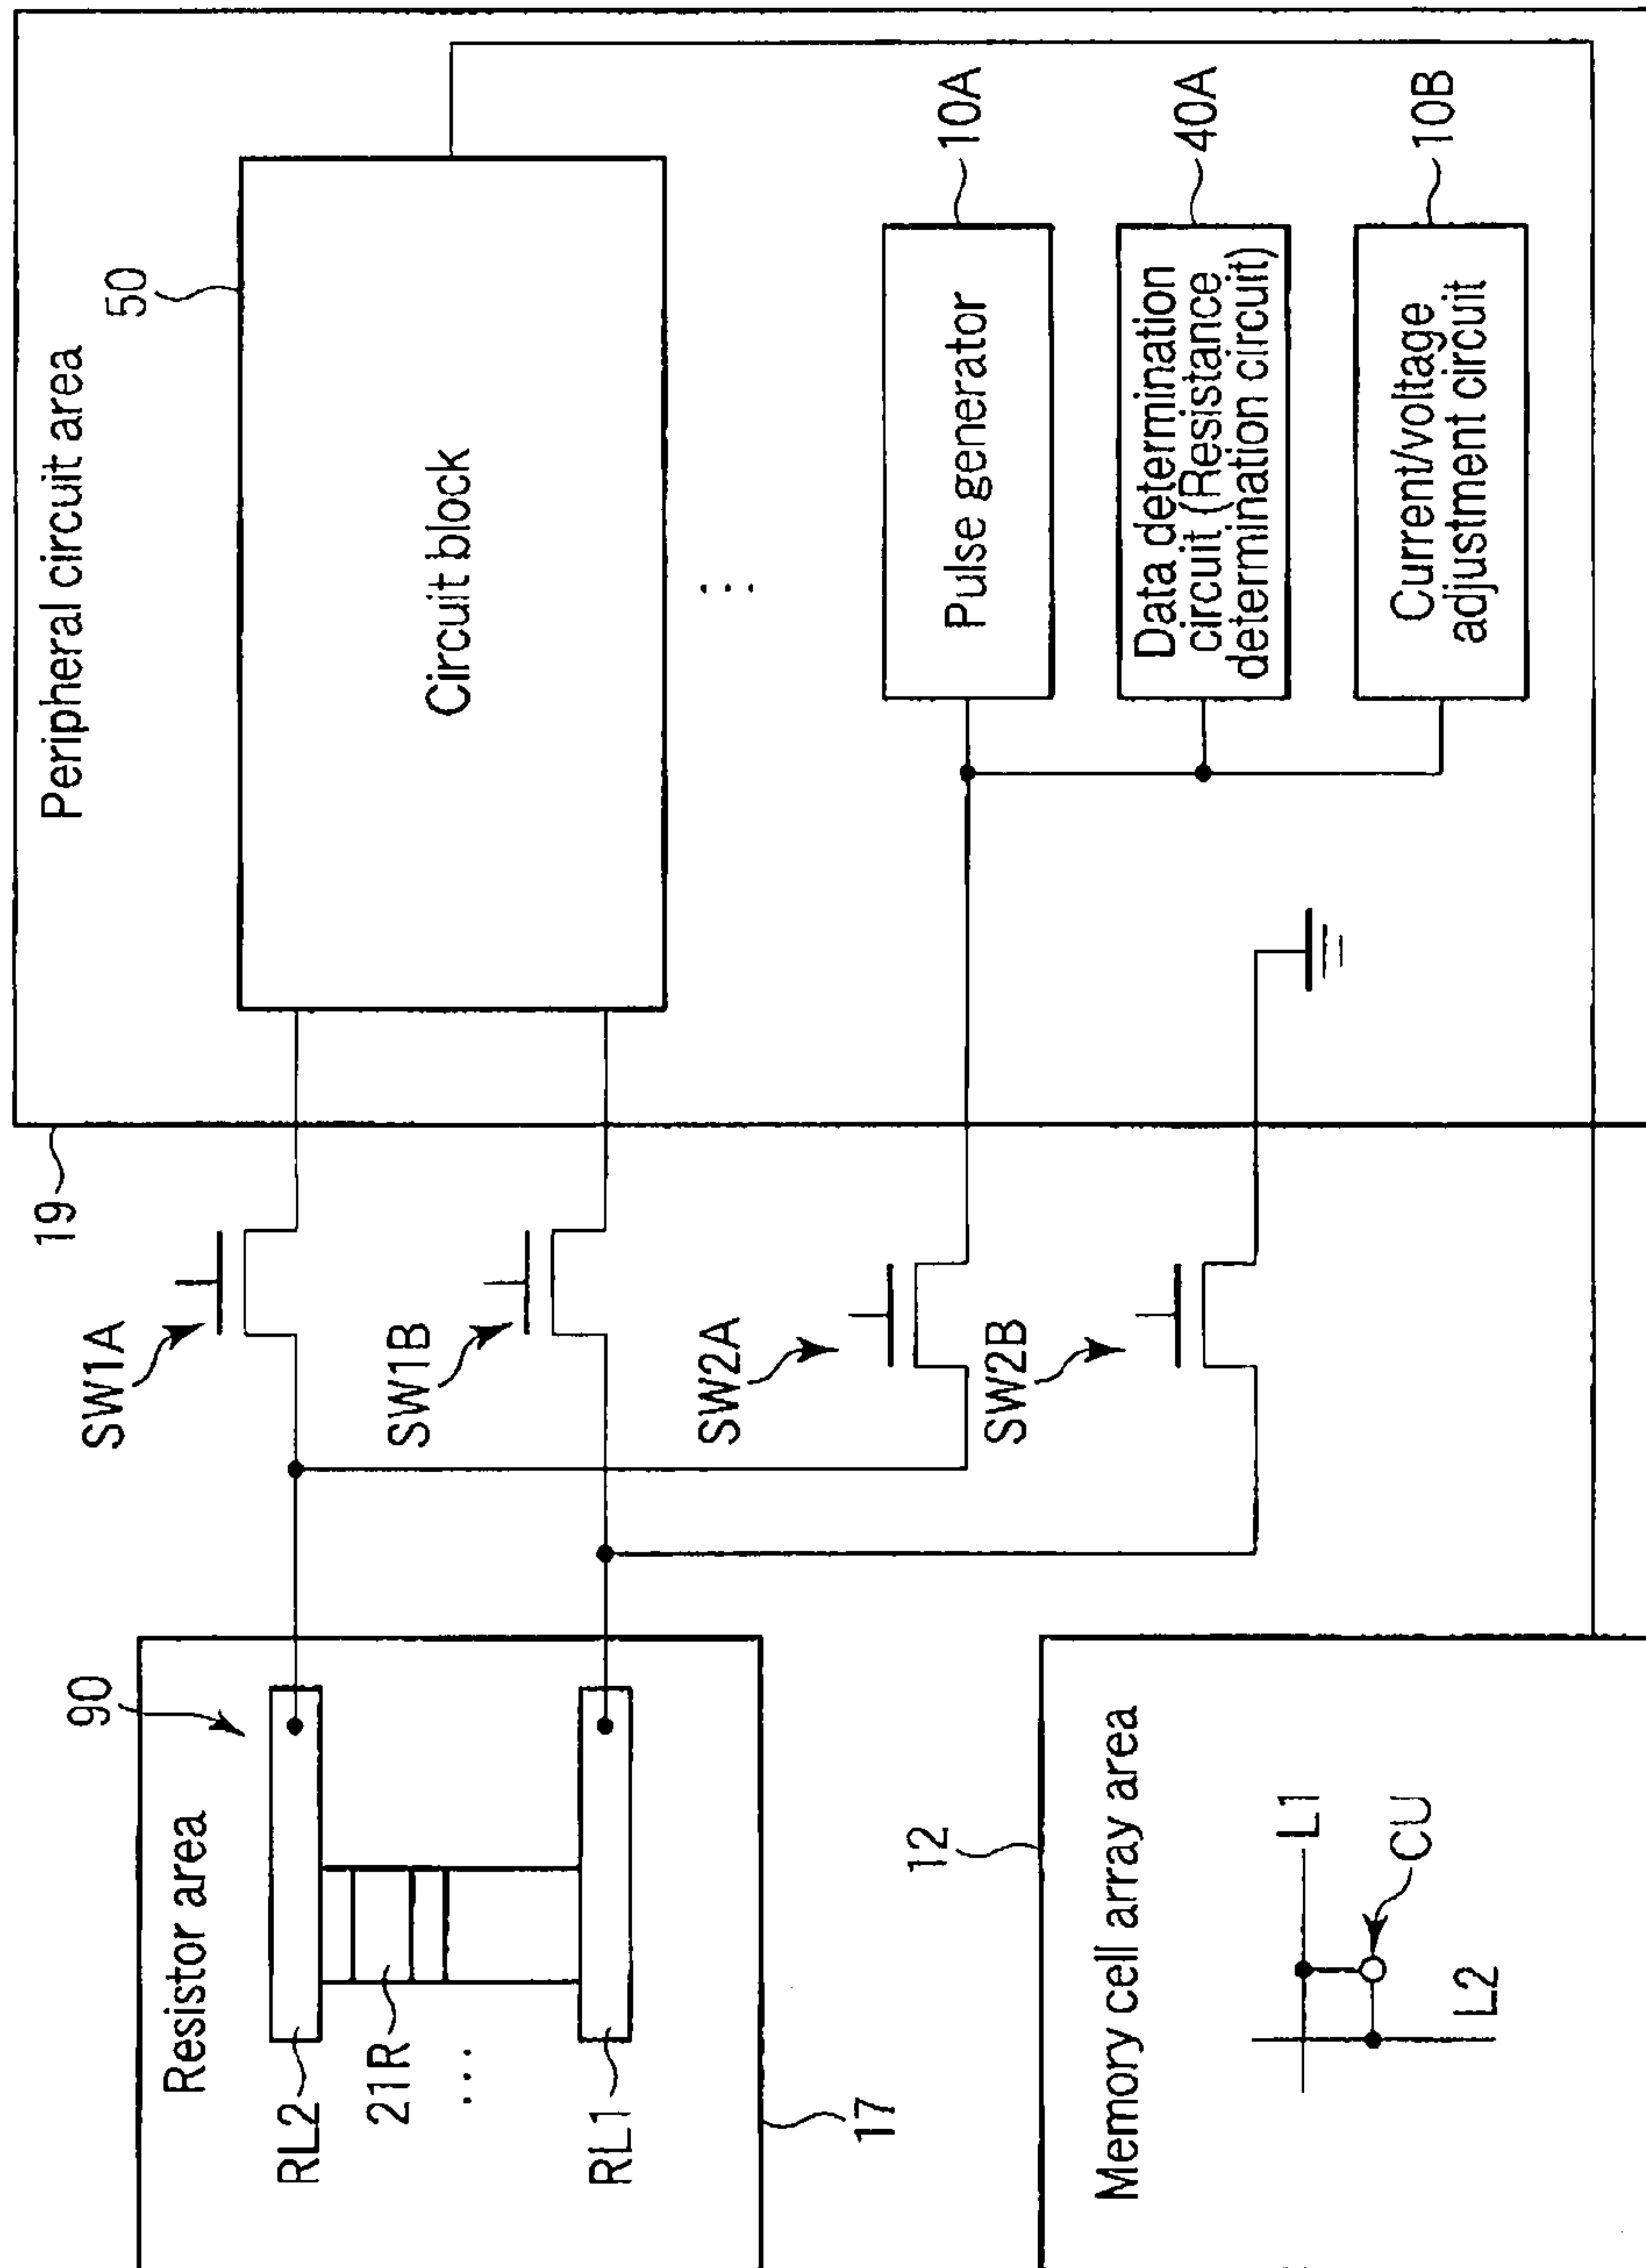 Peripheral circuit area
50
Circuit block
...
Pulse generator
10A
Data determination
circuit (Resistance
determination circuit)
40A
Current/voltage
adjustment circuit
10B
19
SW1A
SW1B
SW2A
SW2B
90
Resistor area
RL2
21R
...
RL1
17
12
Memory cell array area
L1
CU
L2